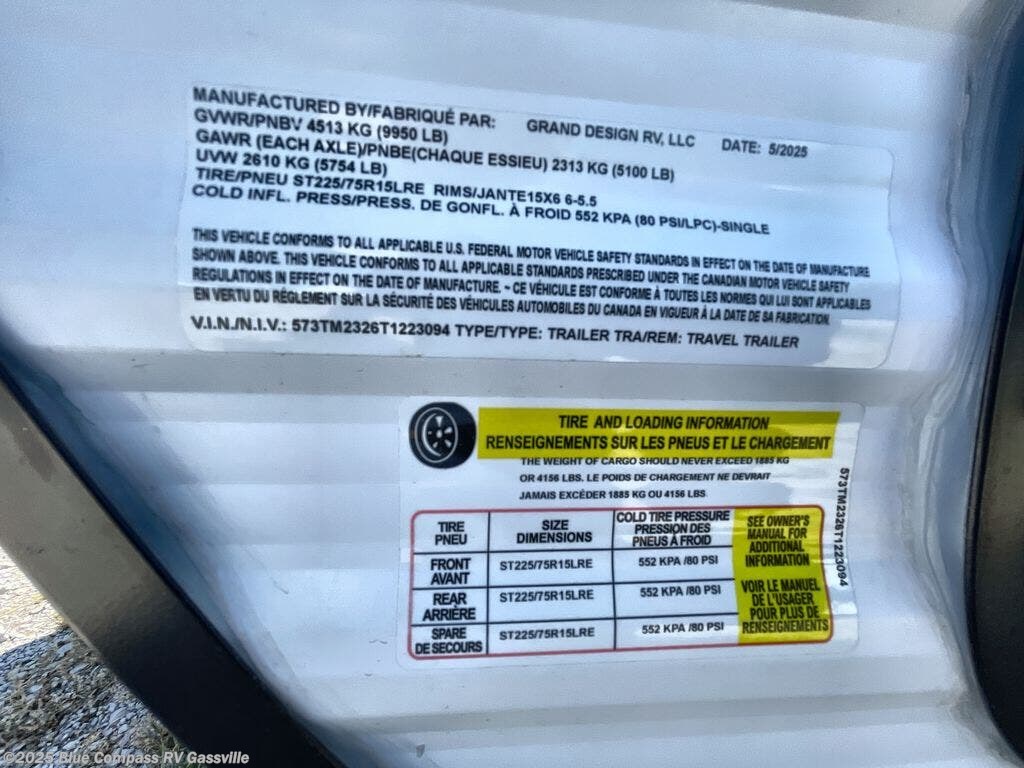 MANUFACTURED BY/FABRIQUÉ PAR: GRAND DESIGN RV, LLC DATE: 5/2025
GVWR/PNBV 4513 KG (9950 LB)
GAWR (EACH AXLE)/PNBE(CHAQUE ESSIEU) 2313 KG (5100 LB)
UVW 2610 KG (5754 LB)
TIRE/PNEU ST225/75R15LRE RIMS/JANTE15X6 6-5.5
COLD INFL. PRESS/PRESS. DE GONFL. À FROID 552 KPA (80 PSI/LPC)-SINGLE
THIS VEHICLE CONFORMS TO ALL APPLICABLE U.S. FEDERAL MOTOR VEHICLE SAFETY STANDARDS IN EFFECT ON THE DATE OF MANUFACTURE
SHOWN ABOVE. THIS VEHICLE CONFORMS TO ALL APPLICABLE STANDARDS PRESCRIBED UNDER THE CANADIAN MOTOR VEHICLE SAFETY
REGULATIONS IN EFFECT ON THE DATE OF MANUFACTURE. ~ CE VÉHICULE EST CONFORME À TOUTES LES NORMES QUI LUI SONT APPLICABLES
EN VERTU DU RÈGLEMENT SUR LA SÉCURITÉ DES VÉHICULES AUTOMOBILES DU CANADA EN VIGUEUR À LA DATE DE SA FABRICATION.
V.I.N./N.I.V.: 573TM2326T1223094 TYPE/TYPE: TRAILER TRA/REM: TRAVEL TRAILER
TIRE AND LOADING INFORMATION
RENSEIGNEMENTS SUR LES PNEUS ET LE CHARGEMENT
THE WEIGHT OF CARGO SHOULD NEVER EXCEED 1885 KG
OR 4156 LBS. LE POIDS DE CHARGEMENT NE DEVRAIT
JAMAIS EXCÉDER 1885 KG OU 4156 LBS
TIRE
PNEU
SIZE
DIMENSIONS
COLD TIRE PRESSURE
PRESSION DES
PNEUS À FROID
FRONT
AVANT
ST225/75R15LRE
552 KPA /80 PSI
REAR
ARRIÈRE
ST225/75R15LRE
552 KPA /80 PSI
SPARE
DE SECOURS
ST225/75R15LRE
552 KPA /80 PSI
SEE OWNER'S
MANUAL FOR
ADDITIONAL
INFORMATION
VOIR LE MANUEL
DE L'USAGER
POUR PLUS DE
RENSEIGNEMENTS
573TM2326T1223094
©2025 Blue Compass RV Gassville